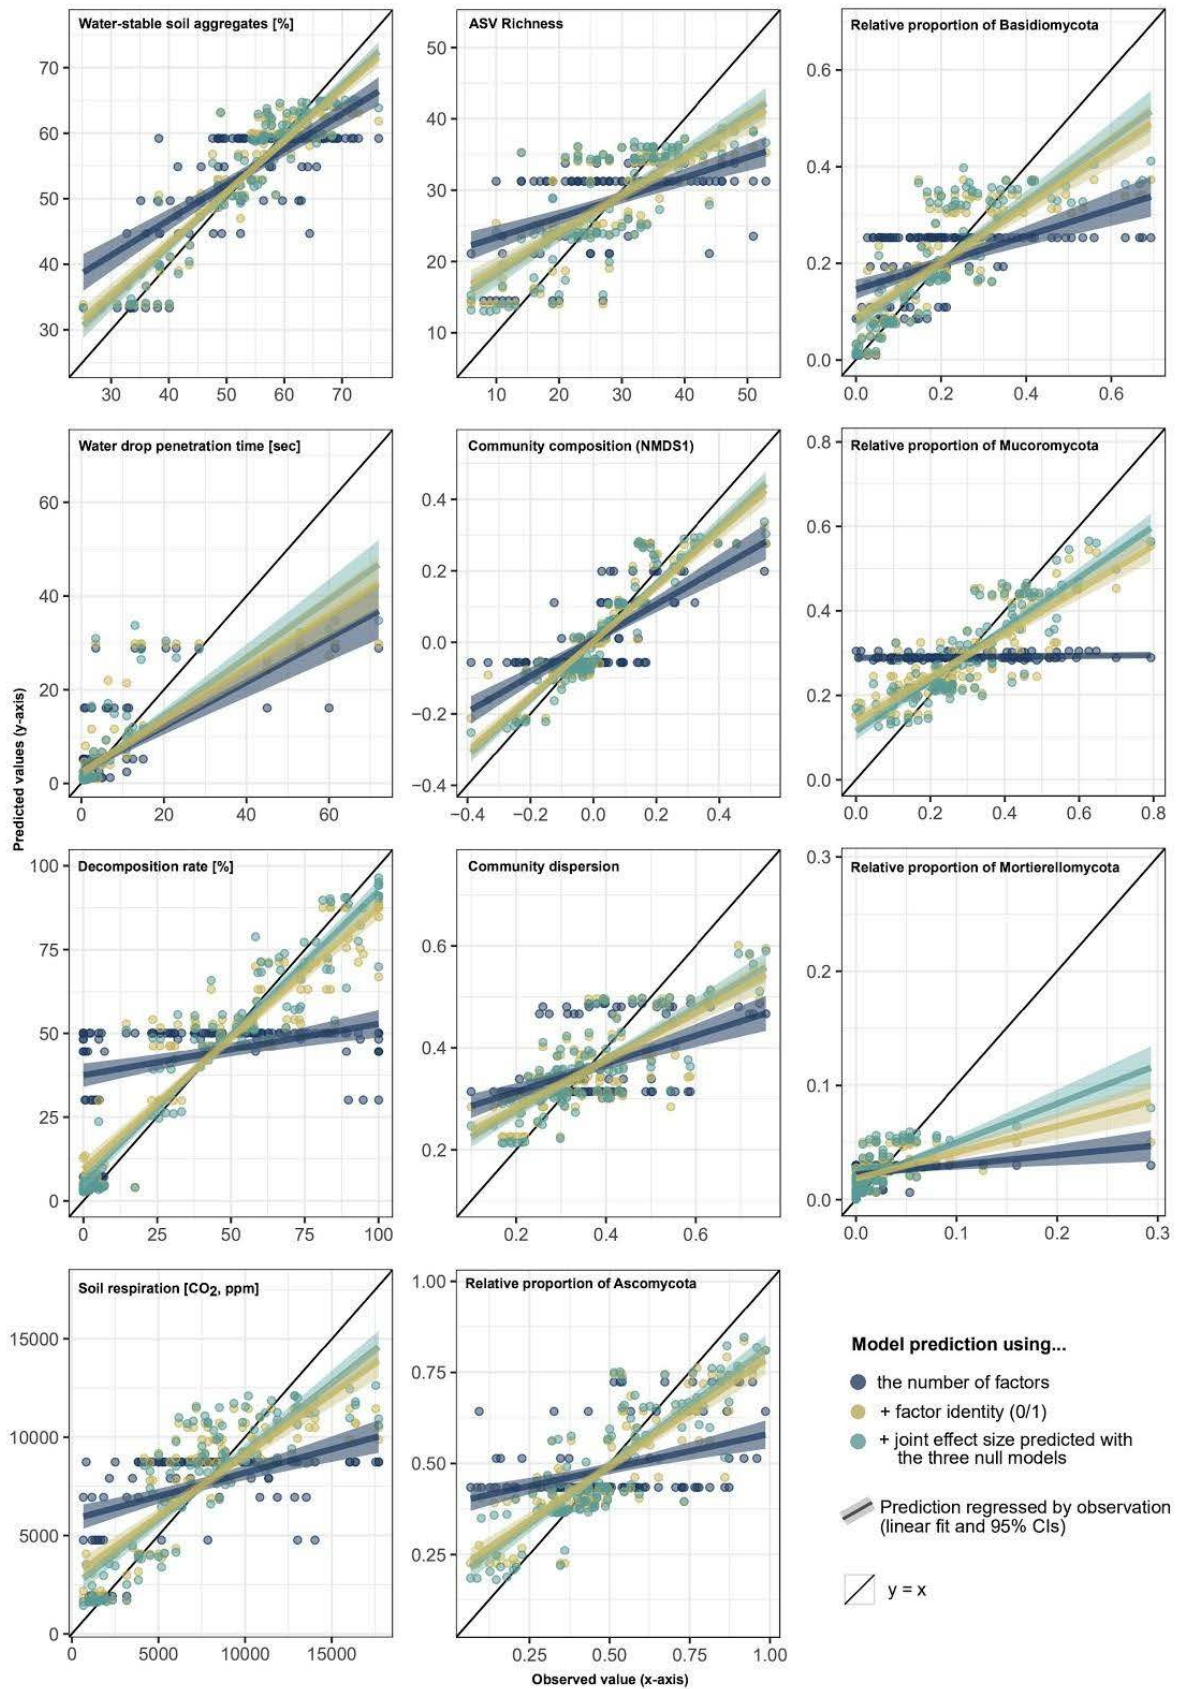 Water-stable soil aggregates [%]
70
60
50
40
30
30 40 50 60 70
ASV Richness
50
40
30
20
10
10 20 30 40 50
Relative proportion of Basidiomycota
0.6
0.4
0.2
0.0
0.0 0.2 0.4 0.6
Water drop penetration time [sec]
60
40
20
0
0 20 40 60
Community composition (NMDS1)
0.4
0.2
0.0
−0.2
−0.4
−0.4 −0.2 0.0 0.2 0.4
Relative proportion of Mucoromycota
0.8
0.6
0.4
0.2
0.0
0.0 0.2 0.4 0.6 0.8
Predicted values (y-axis)
Decomposition rate [%]
100
75
50
25
0
0 25 50 75 100
Community dispersion
0.6
0.4
0.2
0.2 0.4 0.6
Relative proportion of Mortierellomycota
0.3
0.2
0.1
0.0
0.0 0.1 0.2 0.3
Soil respiration [CO₂, ppm]
15000
10000
5000
0
0 5000 10000 15000
Relative proportion of Ascomycota
1.00
0.75
0.50
0.25
0.25 0.50 0.75 1.00
Observed value (x-axis)
Model prediction using...
the number of factors
+ factor identity (0/1)
+ joint effect size predicted with
the three null models
Prediction regressed by observation
(linear fit and 95% CIs)
y = x